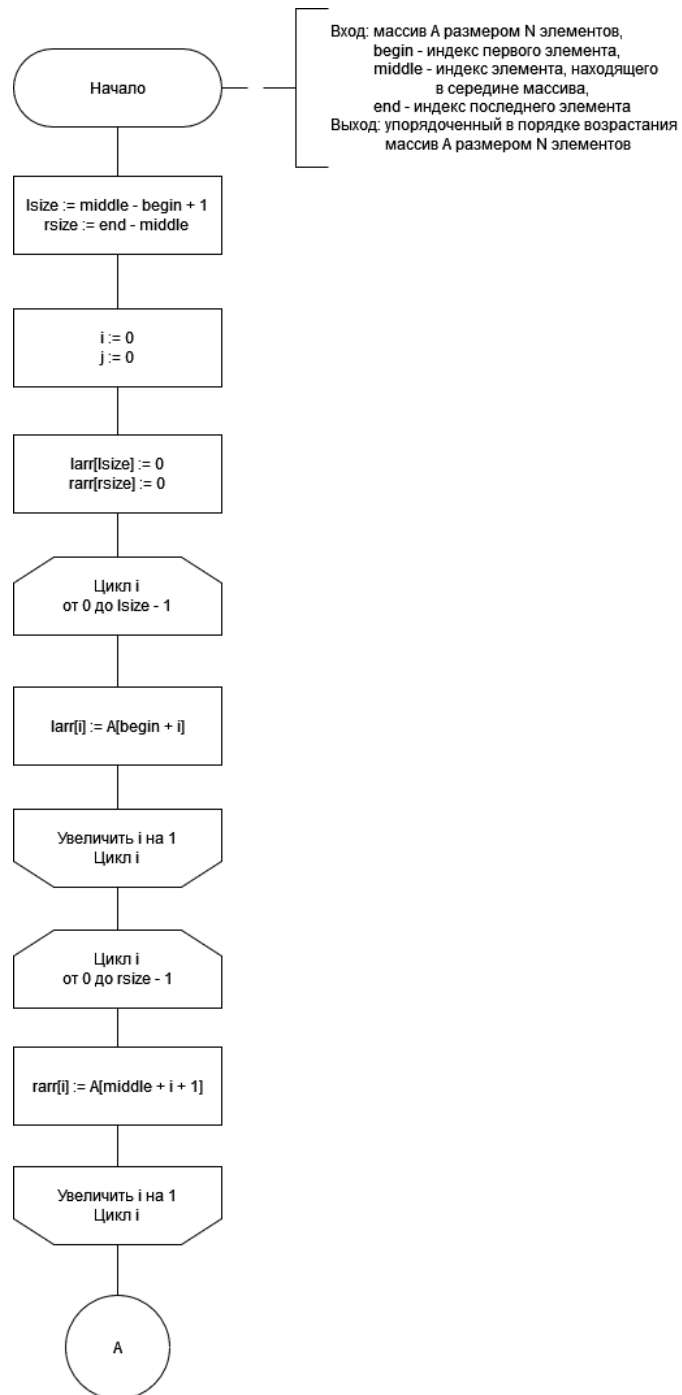 Начало
Вход: массив А размером N элементов,
begin - индекс первого элемента,
middle - индекс элемента, находящего
в середине массива,
end - индекс последнего элемента
Выход: упорядоченный в порядке возрастания
массив А размером N элементов
lsize := middle - begin + 1
rsize := end - middle
i := 0
j := 0
larr[lsize] := 0
rarr[rsize] := 0
Цикл i
от 0 до lsize - 1
larr[i] := A[begin + i]
Увеличить i на 1
Цикл i
Цикл i
от 0 до rsize - 1
rarr[i] := A[middle + i + 1]
Увеличить i на 1
Цикл i
А